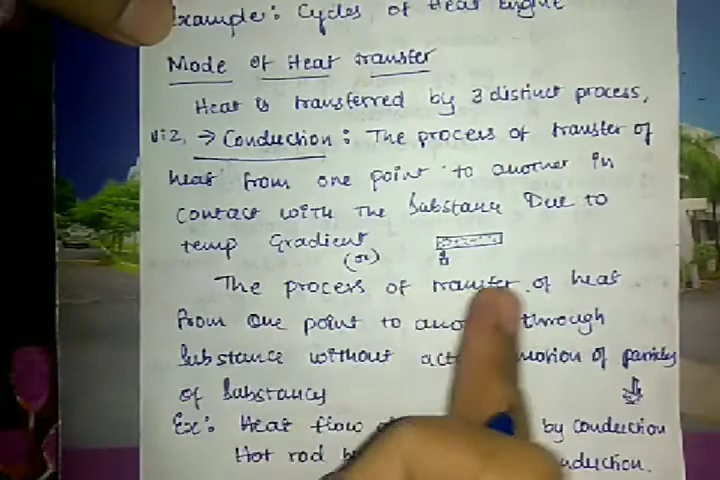 Example: Cycles of Heat Engine
Mode of Heat transfer
Heat is transferred by 3 distinct process,
viz, → Conduction: The process of transfer of
heat from one point to another in
contact with the substance Due to
temp Gradient
(or)
The process of transfer of heat
from one point to ano through
substance without act motion of particles
of substances
Ex: Heat flow by conduction
Hot rod